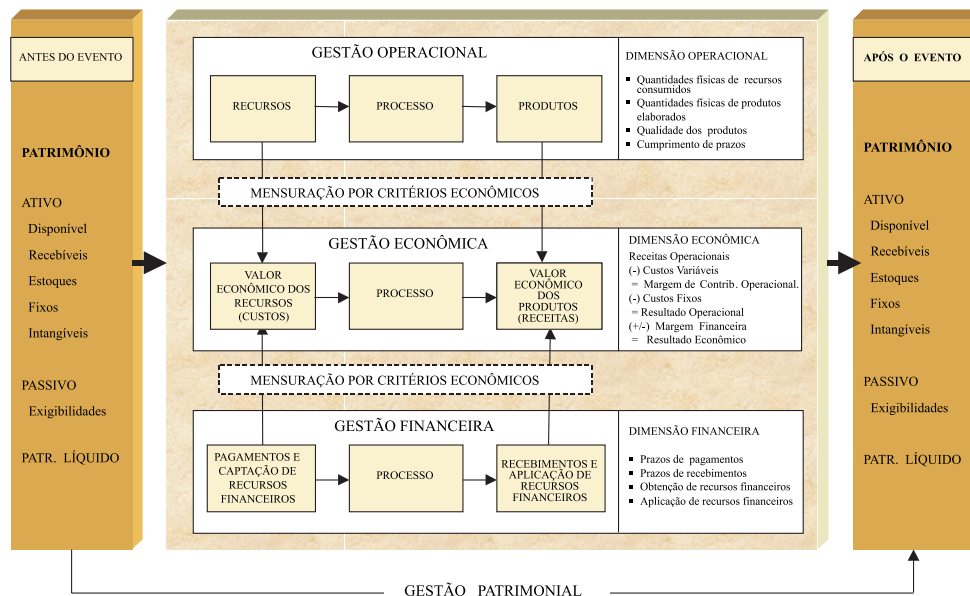 ANTES DO EVENTO
PATRIMÔNIO
ATIVO
Disponível
Recebíveis
Estoques
Fixos
Intangíveis
PASSIVO
Exigibilidades
PATR. LÍQUIDO
GESTÃO OPERACIONAL
RECURSOS
PROCESSO
PRODUTOS
DIMENSÃO OPERACIONAL
▪ Quantidades físicas de recursos
consumidos
▪ Quantidades físicas de produtos
elaborados
▪ Qualidade dos produtos
▪ Cumprimento de prazos
MENSURAÇÃO POR CRITÉRIOS ECONÔMICOS
GESTÃO ECONÔMICA
VALOR
ECONÔMICO DOS
RECURSOS
(CUSTOS)
PROCESSO
VALOR
ECONÔMICO
DOS
PRODUTOS
(RECEITAS)
DIMENSÃO ECONÔMICA
Receitas Operacionais
(-) Custos Variáveis
= Margem de Contrib. Operacional.
(-) Custos Fixos
= Resultado Operacional
(+/-) Margem Financeira
= Resultado Econômico
MENSURAÇÃO POR CRITÉRIOS ECONÔMICOS
GESTÃO FINANCEIRA
PAGAMENTOS E
CAPTAÇÃO DE
RECURSOS
FINANCEIROS
PROCESSO
RECEBIMENTOS E
APLICAÇÃO DE
RECURSOS
FINANCEIROS
DIMENSÃO FINANCEIRA
▪ Prazos de pagamentos
▪ Prazos de recebimentos
▪ Obtenção de recursos financeiros
▪ Aplicação de recursos financeiros
APÓS O EVENTO
PATRIMÔNIO
ATIVO
Disponível
Recebíveis
Estoques
Fixos
Intangíveis
PASSIVO
Exigibilidades
PATR. LÍQUIDO
GESTÃO PATRIMONIAL